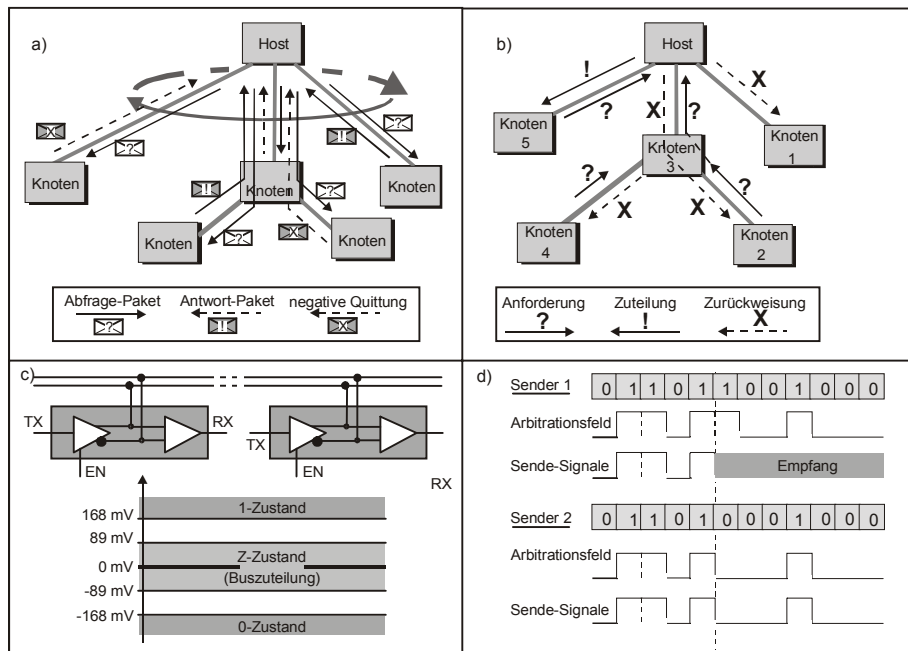 a)
Host
X
?
!
?
Knoten
Knoten
Knoten
!
?
?
X
Knoten
Knoten
Abfrage-Paket
Antwort-Paket
negative Quittung
?
!
X
b)
Host
!
?
X
X
?
Knoten
5
Knoten
1
Knoten
3
?
X
X
?
Knoten
4
Knoten
2
Anforderung
Zuteilung
Zurückweisung
?
!
X
c)
TX
RX
TX
EN
EN
RX
1-Zustand
168 mV
89 mV
Z-Zustand
0 mV
(Buszuteilung)
-89 mV
-168 mV
0-Zustand
d)
Sender 1
0 1 1 0 1 1 0 0 1 0 0 0
Arbitrationsfeld
Sende-Signale
Empfang
Sender 2
0 1 1 0 1 0 0 0 1 0 0 0
Arbitrationsfeld
Sende-Signale